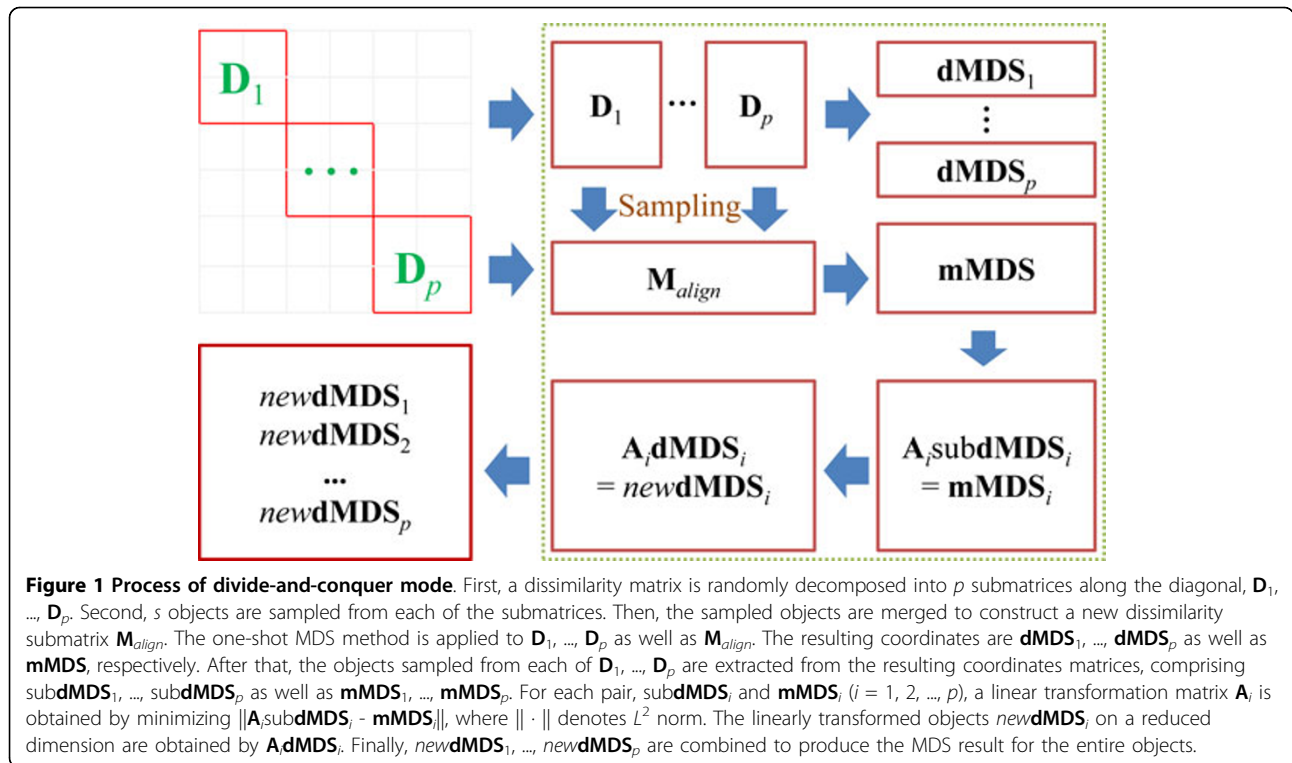 D1
...
Dp
D1 ... Dp
Sampling
Malign
dMDS1
⋮
dMDSp
mMDS
newdMDS1
newdMDS2
...
newdMDSp
AidMDSi
= newdMDSi
AisubdMDSi
= mMDSi
Figure 1 Process of divide-and-conquer mode. First, a dissimilarity matrix is randomly decomposed into p submatrices along the diagonal, D1,
..., Dp. Second, s objects are sampled from each of the submatrices. Then, the sampled objects are merged to construct a new dissimilarity
submatrix Malign. The one-shot MDS method is applied to D1, ..., Dp as well as Malign. The resulting coordinates are dMDS1, ..., dMDSp as well as
mMDS, respectively. After that, the objects sampled from each of D1, ..., Dp are extracted from the resulting coordinates matrices, comprising
subdMDS1, ..., subdMDSp as well as mMDS1, ..., mMDSp. For each pair, subdMDSi and mMDSi (i = 1, 2, ..., p), a linear transformation matrix Ai is
obtained by minimizing ||AisubdMDSi - mMDSi||, where || · || denotes L2 norm. The linearly transformed objects newdMDSi on a reduced
dimension are obtained by AidMDSi. Finally, newdMDS1, ..., newdMDSp are combined to produce the MDS result for the entire objects.